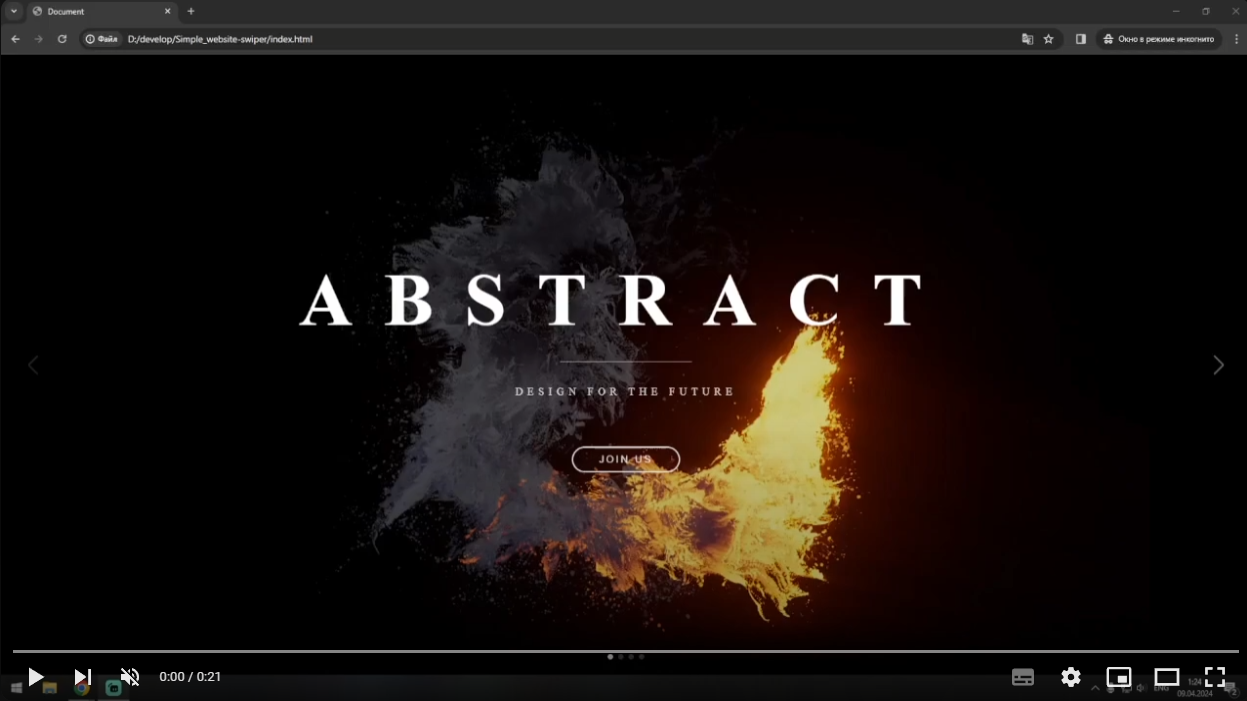 Document
Файл
D:/develop/Simple_website-swiper/index.html
Окно в режиме инкогнито
ABSTRACT
DESIGN FOR THE FUTURE
JOIN US
0:00 / 0:21
ENG
1:24
09.04.2024
2